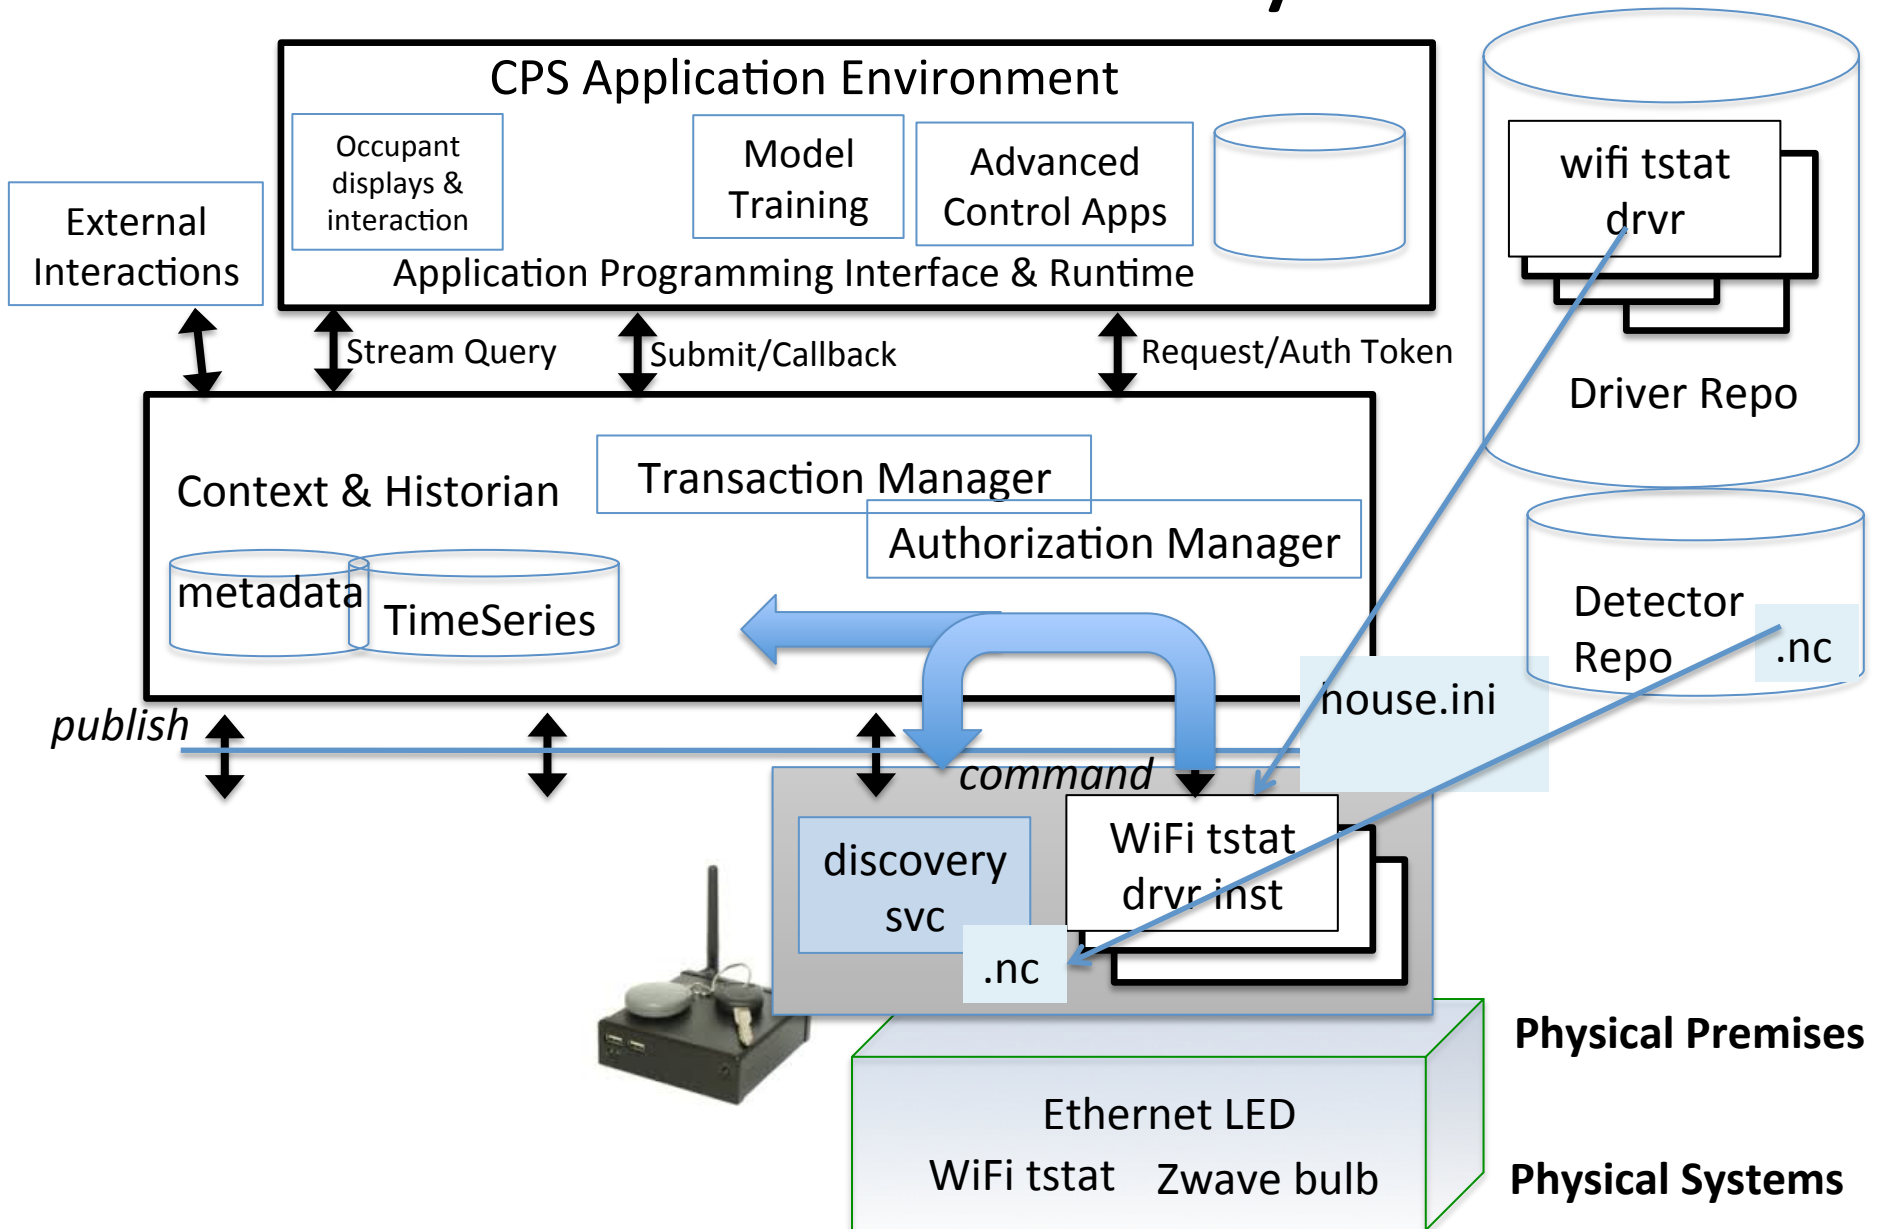 CPS Application Environment
Occupant
displays &
interaction
Model
Training
Advanced
Control Apps
Application Programming Interface & Runtime
External
Interactions
wifi tstat
drvr
Driver Repo
Stream Query
Submit/Callback
Request/Auth Token
Context & Historian
Transaction Manager
Authorization Manager
metadata
TimeSeries
Detector
Repo
.nc
house.ini
publish
command
discovery
svc
.nc
WiFi tstat
drvr inst
Physical Premises
Ethernet LED
WiFi tstat
Zwave bulb
Physical Systems